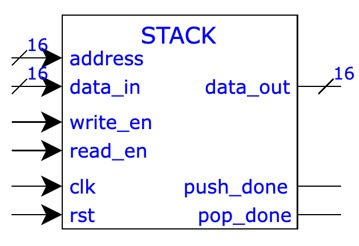 STACK
16
address
16
data_in
data_out
16
write_en
read_en
clk
push_done
rst
pop_done